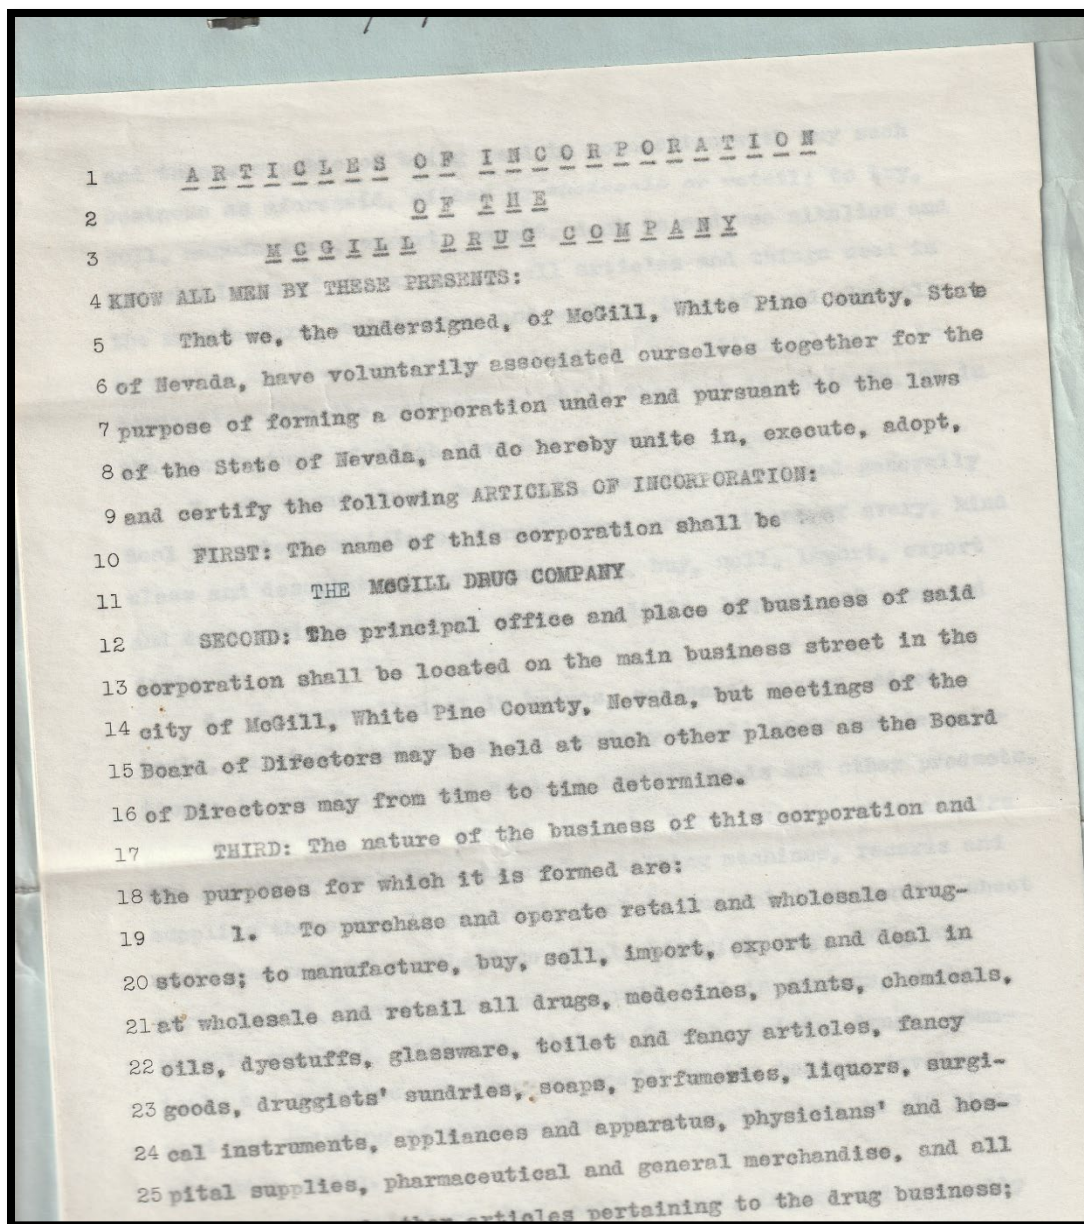 1 ARTICLES OF INCORPORATION
2 OF THE
3 MCGILL DRUG COMPANY
4 KNOW ALL MEN BY THESE PRESENTS:
5 That we, the undersigned, of McGill, White Pine County, State
6 of Nevada, have voluntarily associated ourselves together for the
7 purpose of forming a corporation under and pursuant to the laws
8 of the State of Nevada, and do hereby unite in, execute, adopt,
9 and certify the following ARTICLES OF INCORPORATION:
10 FIRST: The name of this corporation shall be
11 THE McGILL DRUG COMPANY
12 SECOND: The principal office and place of business of said
13 corporation shall be located on the main business street in the
14 city of McGill, White Pine County, Nevada, but meetings of the
15 Board of Directors may be held at such other places as the Board
16 of Directors may from time to time determine.
17 THIRD: The nature of the business of this corporation and
18 the purposes for which it is formed are:
19 1. To purchase and operate retail and wholesale drug-
20 stores; to manufacture, buy, sell, import, export and deal in
21 at wholesale and retail all drugs, medecines, paints, chemicals,
22 oils, dyestuffs, glassware, toilet and fancy articles, fancy
23 goods, druggists' sundries, soaps, perfumeries, liquors, surgi-
24 cal instruments, appliances and apparatus, physicians' and hos-
25 pital supplies, pharmaceutical and general merchandise, and all
articles pertaining to the drug business;